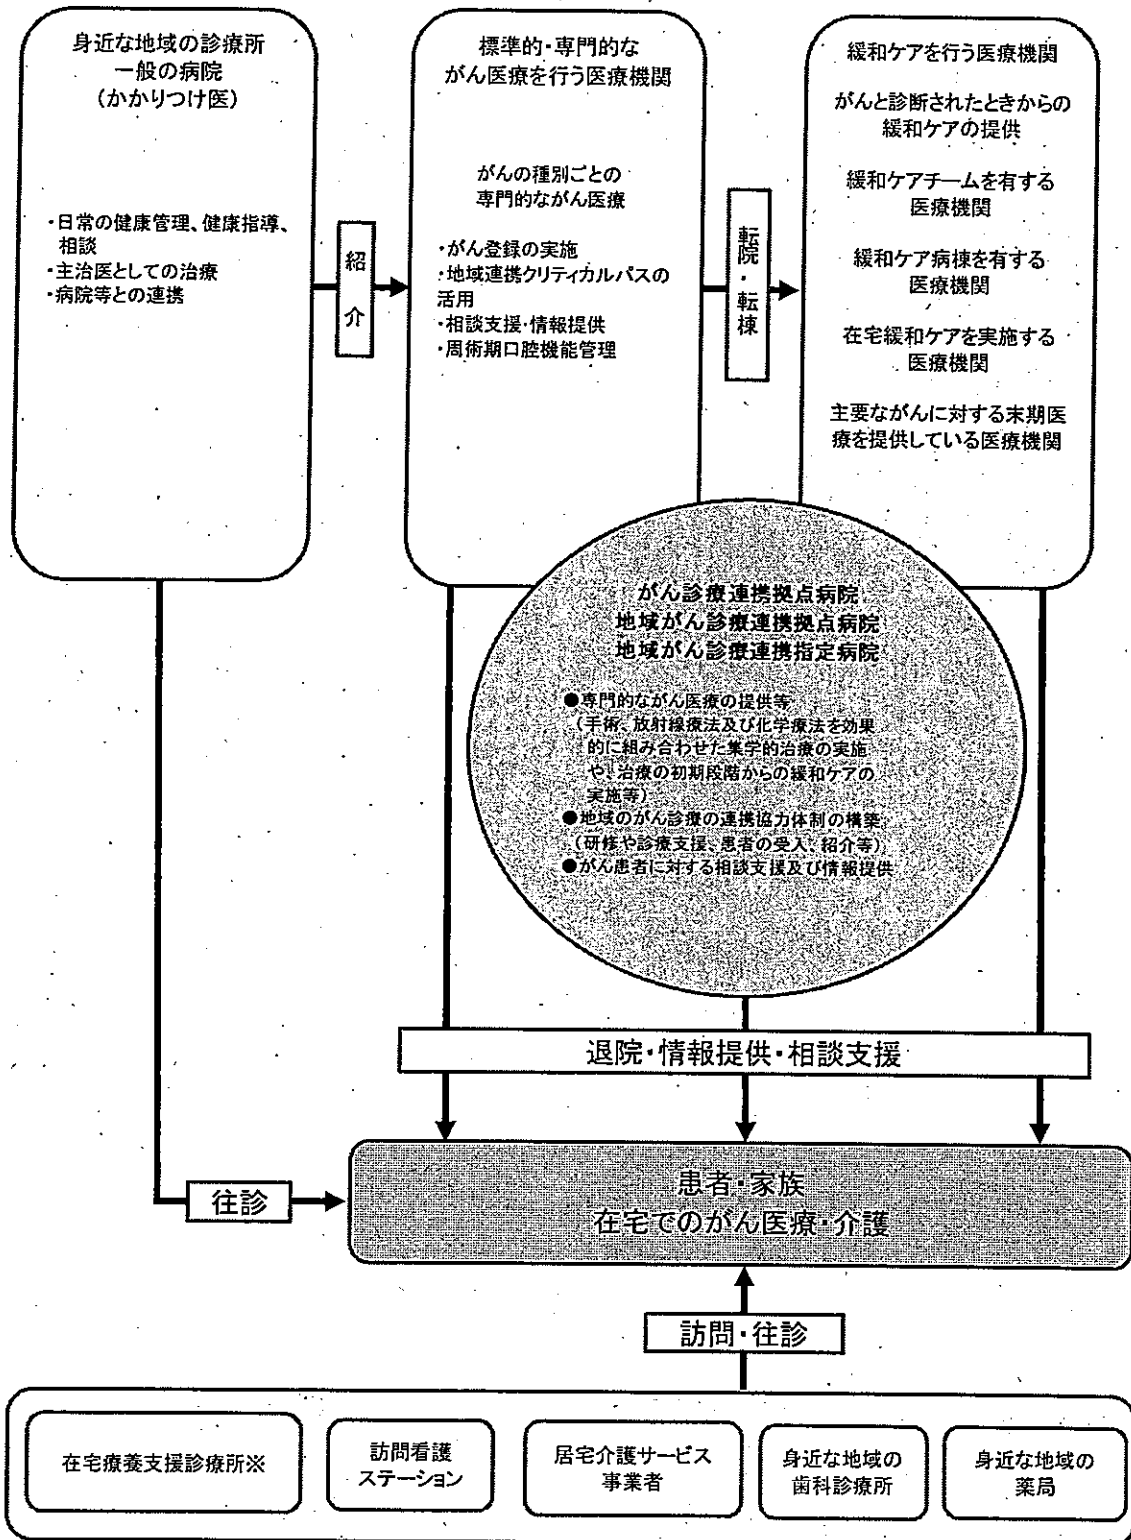 身近な地域の診療所
一般の病院
(かかりつけ医)
・日常の健康管理、健康指導、
相談
・主治医としての治療
・病院等との連携
紹介
標準的・専門的な
がん医療を行う医療機関
がんの種別ごとの
専門的ながん医療
・がん登録の実施
・地域連携クリティカルパスの
活用
・相談支援・情報提供
・周術期口腔機能管理
転院・転棟
緩和ケアを行う医療機関
がんと診断されたときからの
緩和ケアの提供
緩和ケアチームを有する
医療機関
緩和ケア病棟を有する
医療機関
在宅緩和ケアを実施する
医療機関
主要ながんに対する末期医
療を提供している医療機関
がん診療連携拠点病院
地域がん診療連携拠点病院
地域がん診療連携指定病院
●専門的ながん医療の提供等
(手術、放射線療法及び化学療法を効果
的に組み合わせた集学的治療の実施
や、治療の初期段階からの緩和ケアの
実施等)
●地域のがん診療の連携協力体制の構築
(研修や診療支援、患者の受入、紹介等)
●がん患者に対する相談支援及び情報提供
退院・情報提供・相談支援
往診
患者・家族
在宅でのがん医療・介護
訪問・往診
在宅療養支援診療所※
訪問看護
ステーション
居宅介護サービス
事業者
身近な地域の
歯科診療所
身近な地域の
薬局